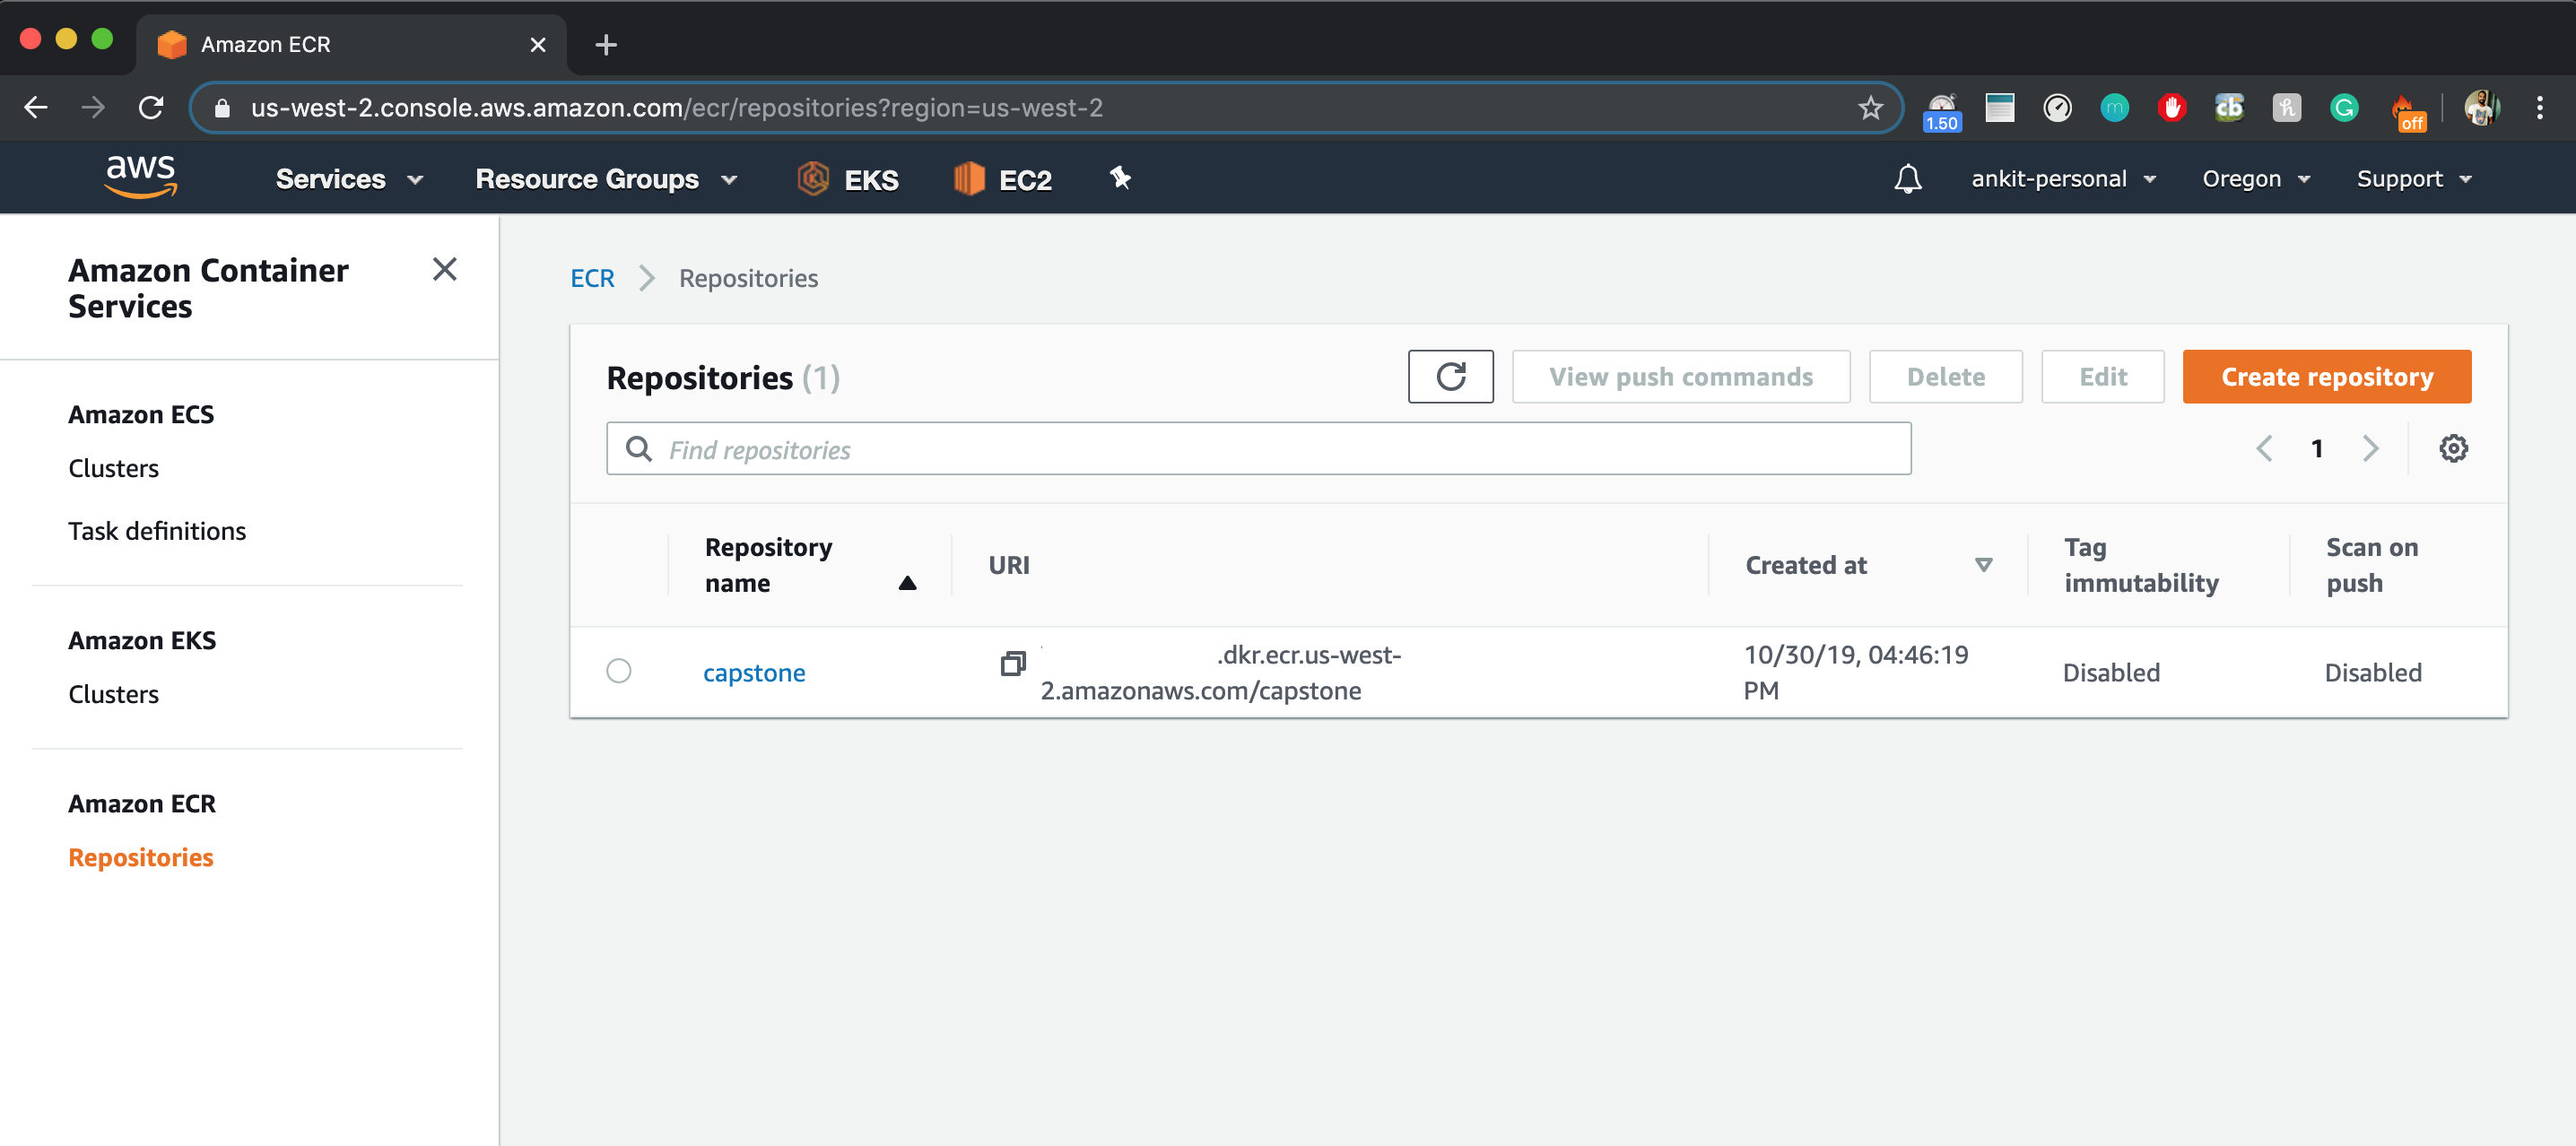 Amazon ECR
us-west-2.console.aws.amazon.com/ecr/repositories?region=us-west-2
1.50
m
cb
h
G
off
aws
Services
Resource Groups
EKS
EC2
ankit-personal
Oregon
Support
Amazon Container
Services
Amazon ECS
Clusters
Task definitions
Amazon EKS
Clusters
Amazon ECR
Repositories
ECR
Repositories
Repositories (1)
View push commands
Delete
Edit
Create repository
Find repositories
1
Repository
name
URI
Created at
Tag
immutability
Scan on
push
capstone
.dkr.ecr.us-west-
2.amazonaws.com/capstone
10/30/19, 04:46:19
PM
Disabled
Disabled